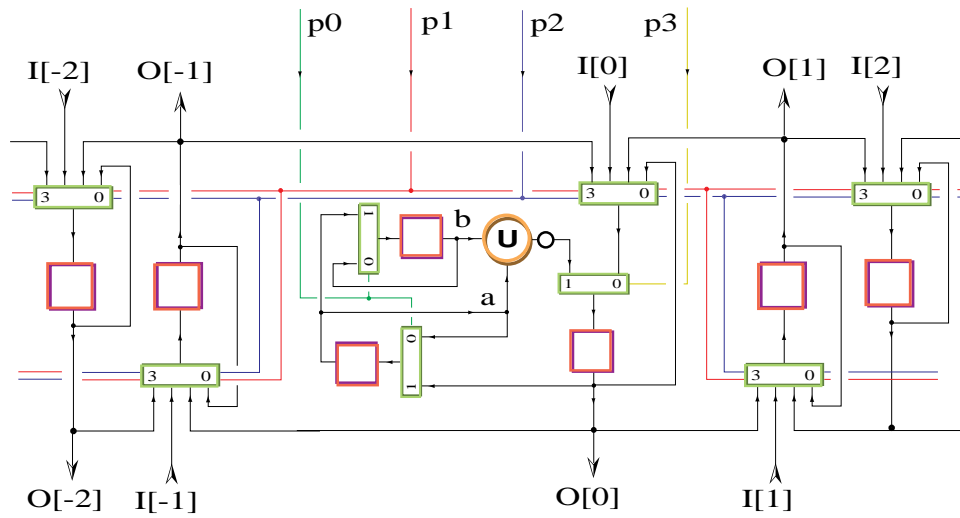 p0 p1 p2 p3
I[-2] O[-1] I[0] O[1] I[2]
3 0 3 0 3 0
1 0 b U
1 0
a
0 1
3 0 3 0
O[-2] I[-1] O[0] I[1]